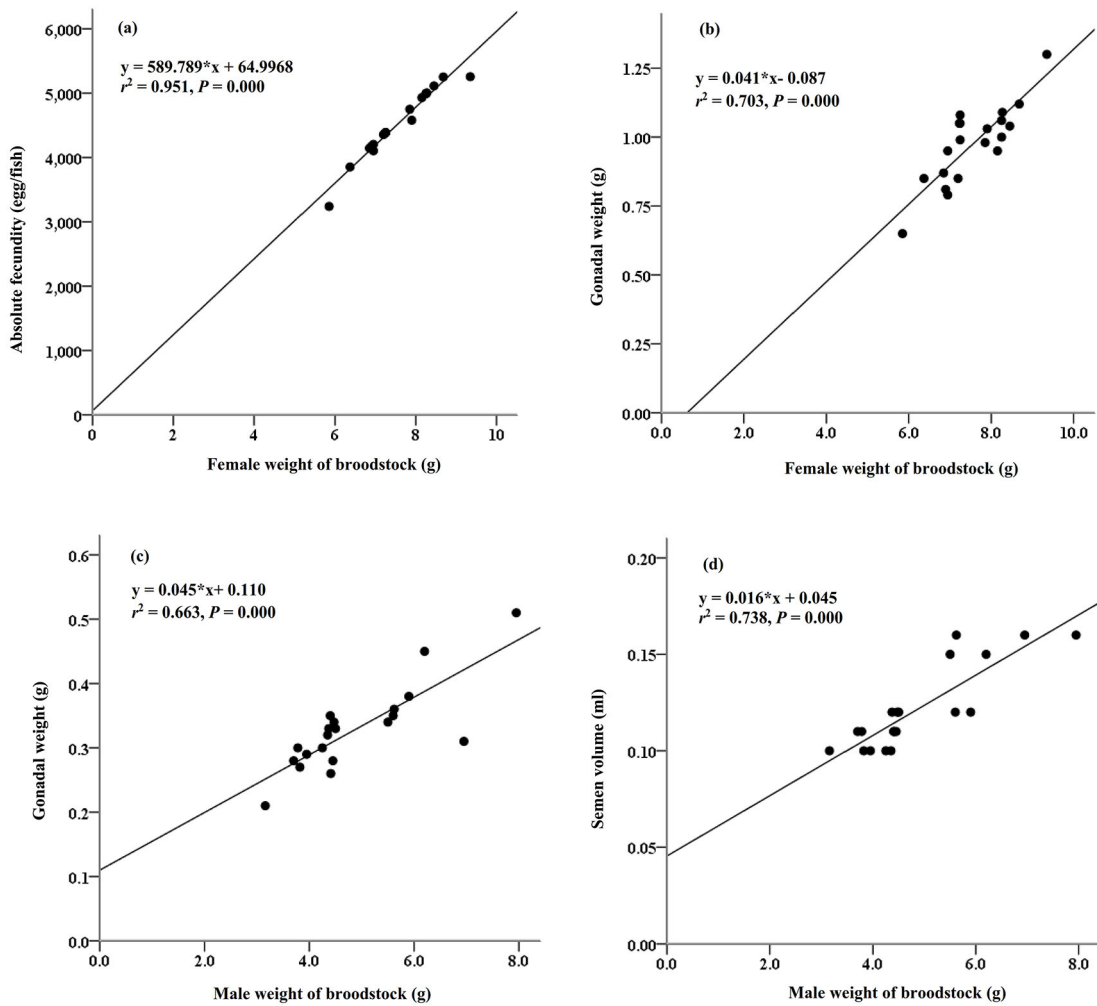 (a)
y = 589.789*x + 64.9968
r² = 0.951, P = 0.000
6,000
5,000
4,000
3,000
2,000
1,000
0
Absolute fecundity (egg/fish)
0 2 4 6 8 10
Female weight of broodstock (g)
(b)
y = 0.041*x- 0.087
r² = 0.703, P = 0.000
1.25
1.00
0.75
0.50
0.25
0.00
Gonadal weight (g)
0.0 2.0 4.0 6.0 8.0 10.0
Female weight of broodstock (g)
(c)
y = 0.045*x+ 0.110
r² = 0.663, P = 0.000
0.6
0.5
0.4
0.3
0.2
0.1
0.0
Gonadal weight (g)
0.0 2.0 4.0 6.0 8.0
Male weight of broodstock (g)
(d)
y = 0.016*x + 0.045
r² = 0.738, P = 0.000
0.20
0.15
0.10
0.05
0.00
Semen volume (ml)
0.0 2.0 4.0 6.0 8.0
Male weight of broodstock (g)